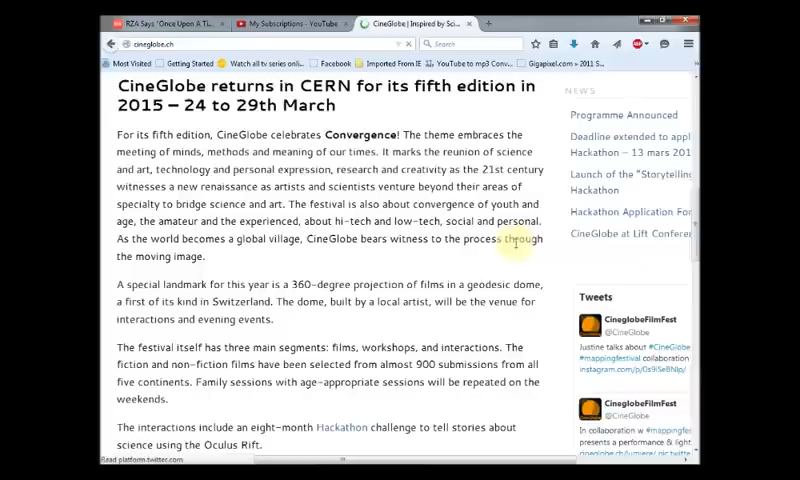 RZA Says "Once Upon A Ti...
My Subscriptions - YouTube
CineGlobe | Inspired by Sci...
cineglobe.ch
Search
Most Visited
Getting Started
Watch all tv series onli...
Facebook
Imported From IE
YouTube to mp3 Conv...
Gigapixel.com — 2011 S...
CineGlobe returns in CERN for its fifth edition in
2015 – 24 to 29th March
For its fifth edition, CineGlobe celebrates Convergence! The theme embraces the
meeting of minds, methods and meaning of our times. It marks the reunion of science
and art, technology and personal expression, research and creativity as the 21st century
witnesses a new renaissance as artists and scientists venture beyond their areas of
specialty to bridge science and art. The festival is also about convergence of youth and
age, the amateur and the experienced, about hi-tech and low-tech, social and personal.
As the world becomes a global village, CineGlobe bears witness to the process through
the moving image.
A special landmark for this year is a 360-degree projection of films in a geodesic dome,
a first of its kind in Switzerland. The dome, built by a local artist, will be the venue for
interactions and evening events.
The festival itself has three main segments: films, workshops, and interactions. The
fiction and non-fiction films have been selected from almost 900 submissions from all
five continents. Family sessions with age-appropriate sessions will be repeated on the
weekends.
The interactions include an eight-month Hackathon challenge to tell stories about
science using the Oculus Rift.
Read platform.twitter.com
NEWS
Programme Announced
Deadline extended to appl
Hackathon – 13 mars 201
Launch of the "Storytelling
Hackathon
Hackathon Application For
CineGlobe at Lift Conferen
Tweets
CineglobeFilmFest
@CineGlobe
Justine talks about #CineGlobe
#mappingfestival collaboration
CineglobeFilmFest
@CineGlobe
In collaboration w #mappingfest
presents a performance & light